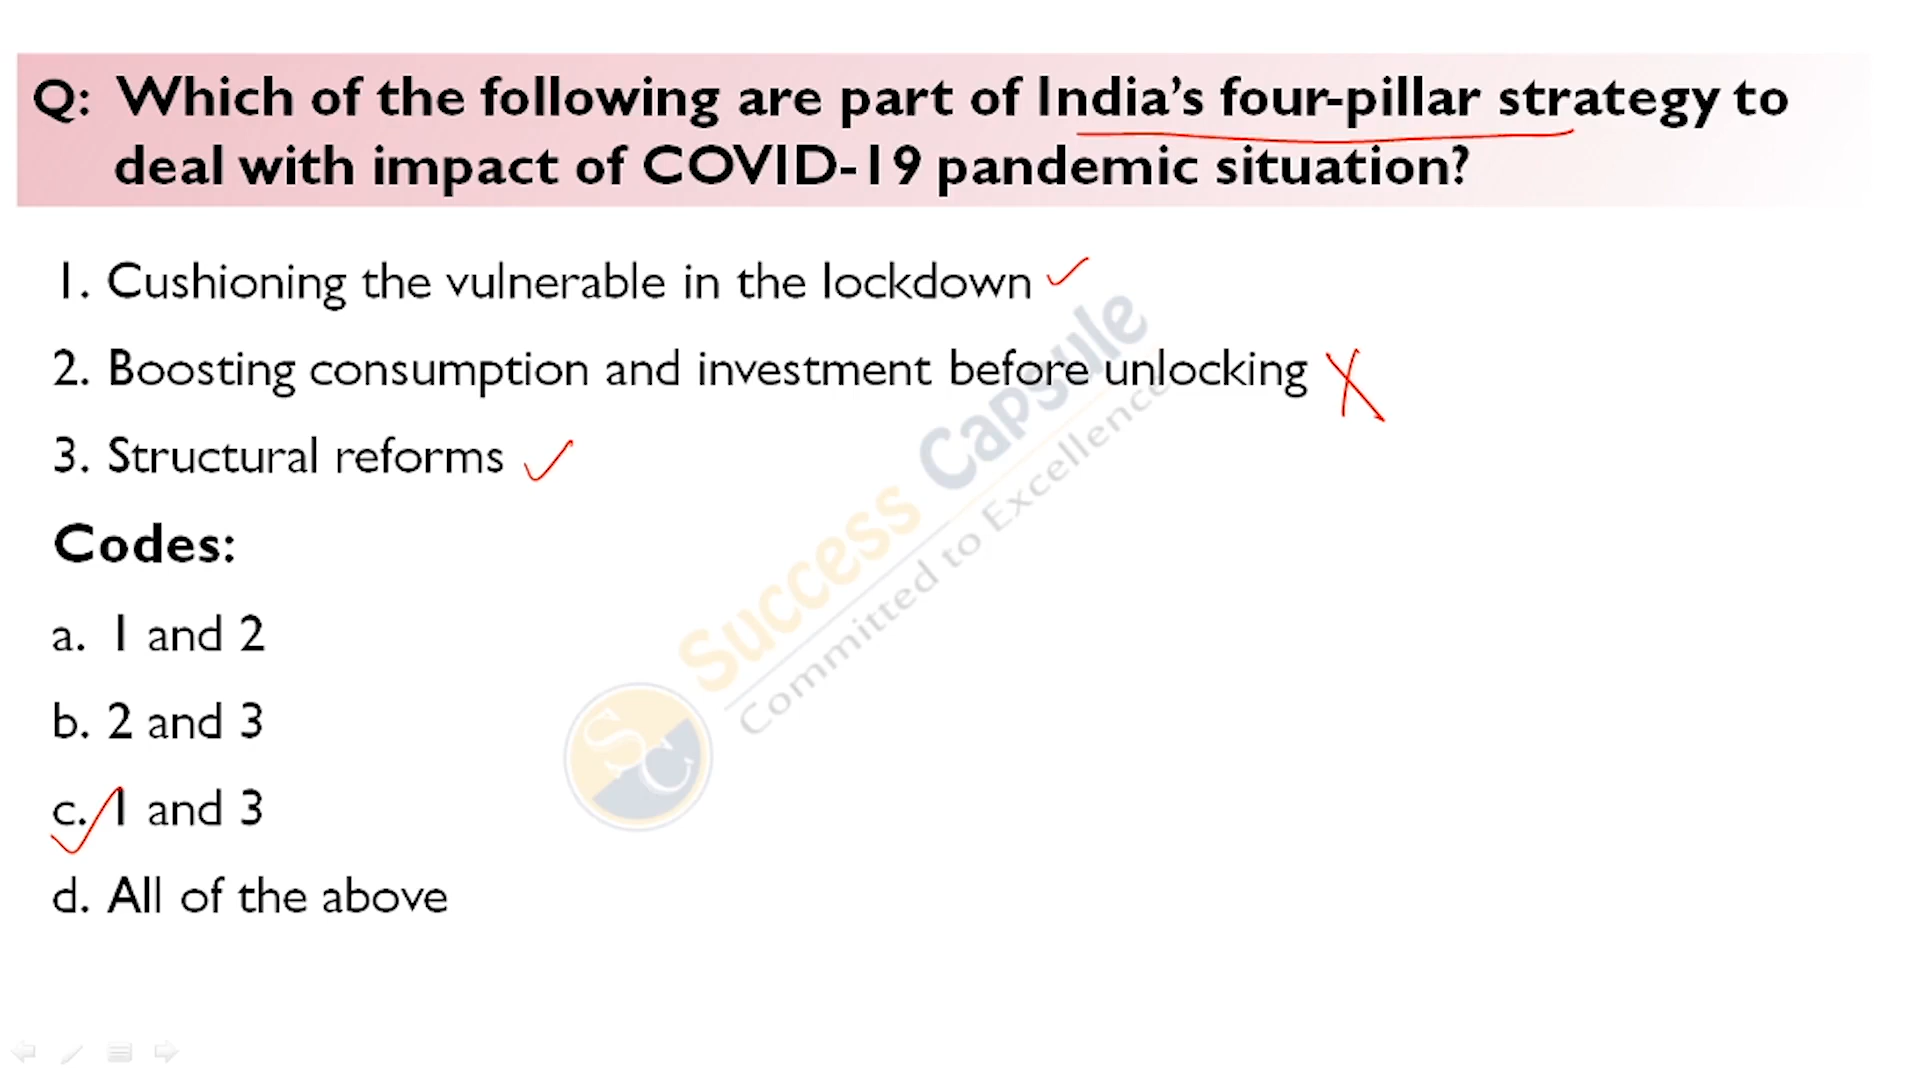 Q: Which of the following are part of India's four-pillar strategy to
deal with impact of COVID-19 pandemic situation?
1. Cushioning the vulnerable in the lockdown
2. Boosting consumption and investment before unlocking
3. Structural reforms
Codes:
a. 1 and 2
b. 2 and 3
c. 1 and 3
d. All of the above
Success Capsule
Committed to Excellence
SC